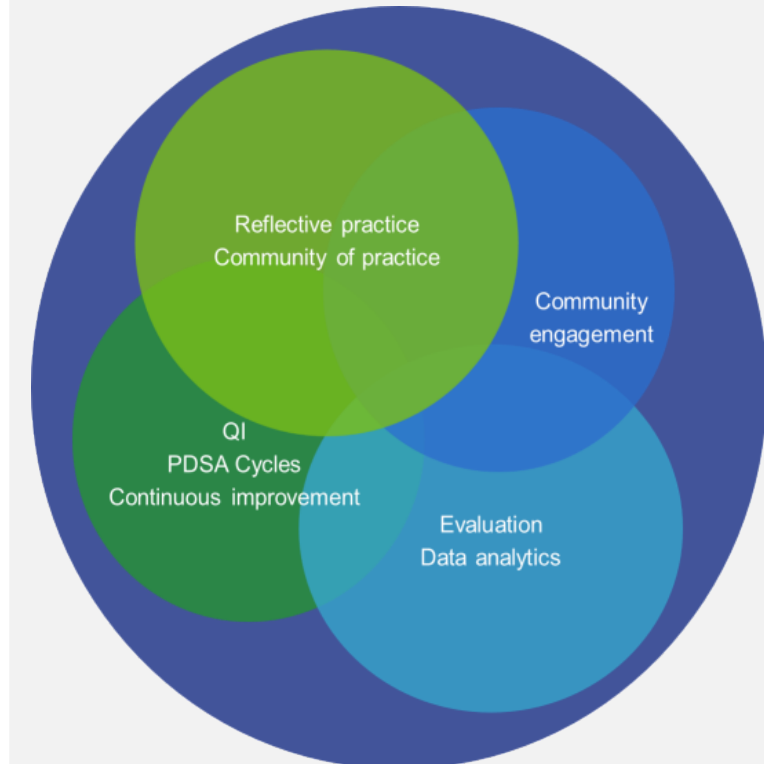 Reflective practice
Community of practice
Community
engagement
QI
PDSA Cycles
Continuous improvement
Evaluation
Data analytics